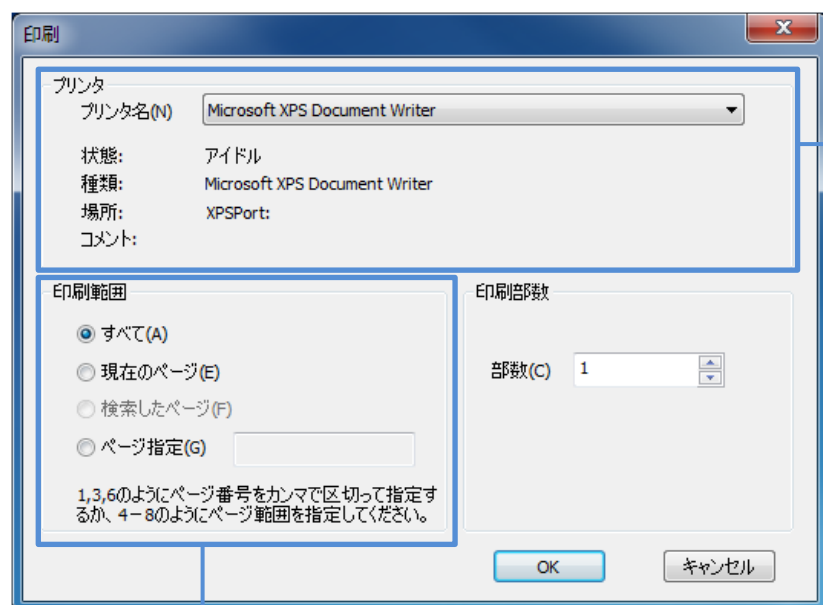 印刷
プリンタ
プリンタ名(N) Microsoft XPS Document Writer
状態: アイドル
種類: Microsoft XPS Document Writer
場所: XPSPort:
コメント:
印刷範囲
すべて(A)
現在のページ(E)
検索したページ(F)
ページ指定(G)
1,3,6のようにページ番号をカンマで区切って指定す
るか、4－8のようにページ範囲を指定してください。
印刷部数
部数(C) 1
OK キャンセル